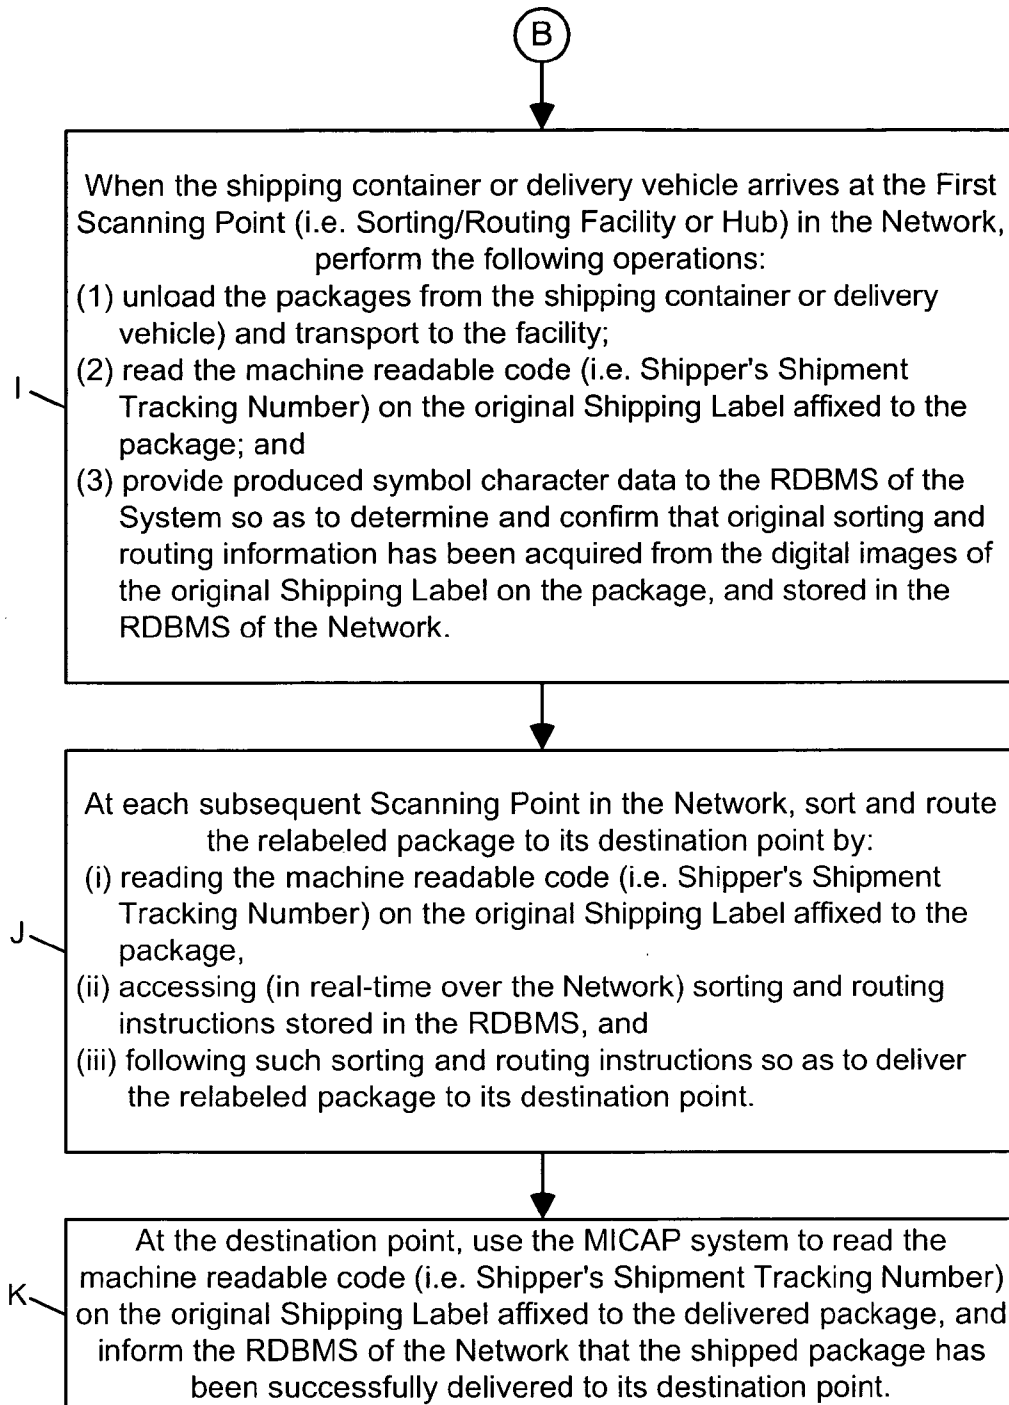 B
When the shipping container or delivery vehicle arrives at the First
Scanning Point (i.e. Sorting/Routing Facility or Hub) in the Network,
perform the following operations:
(1) unload the packages from the shipping container or delivery
vehicle) and transport to the facility;
(2) read the machine readable code (i.e. Shipper's Shipment
Tracking Number) on the original Shipping Label affixed to the
package; and
(3) provide produced symbol character data to the RDBMS of the
System so as to determine and confirm that original sorting and
routing information has been acquired from the digital images of
the original Shipping Label on the package, and stored in the
RDBMS of the Network.
I
At each subsequent Scanning Point in the Network, sort and route
the relabeled package to its destination point by:
(i) reading the machine readable code (i.e. Shipper's Shipment
Tracking Number) on the original Shipping Label affixed to the
package,
(ii) accessing (in real-time over the Network) sorting and routing
instructions stored in the RDBMS, and
(iii) following such sorting and routing instructions so as to deliver
the relabeled package to its destination point.
J
At the destination point, use the MICAP system to read the
machine readable code (i.e. Shipper's Shipment Tracking Number)
on the original Shipping Label affixed to the delivered package, and
inform the RDBMS of the Network that the shipped package has
been successfully delivered to its destination point.
K